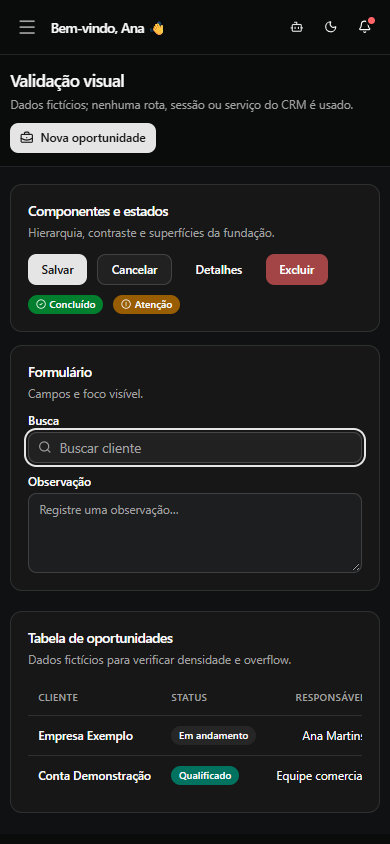 Bem-vindo, Ana 👋
Validação visual
Dados fictícios; nenhuma rota, sessão ou serviço do CRM é usado.
Nova oportunidade
Componentes e estados
Hierarquia, contraste e superfícies da fundação.
Salvar Cancelar Detalhes Excluir
Concluído Atenção
Formulário
Campos e foco visível.
Busca
Buscar cliente
Observação
Registre uma observação...
Tabela de oportunidades
Dados fictícios para verificar densidade e overflow.
CLIENTE STATUS RESPONSÁVEL
Empresa Exemplo Em andamento Ana Martins
Conta Demonstração Qualificado Equipe comercia